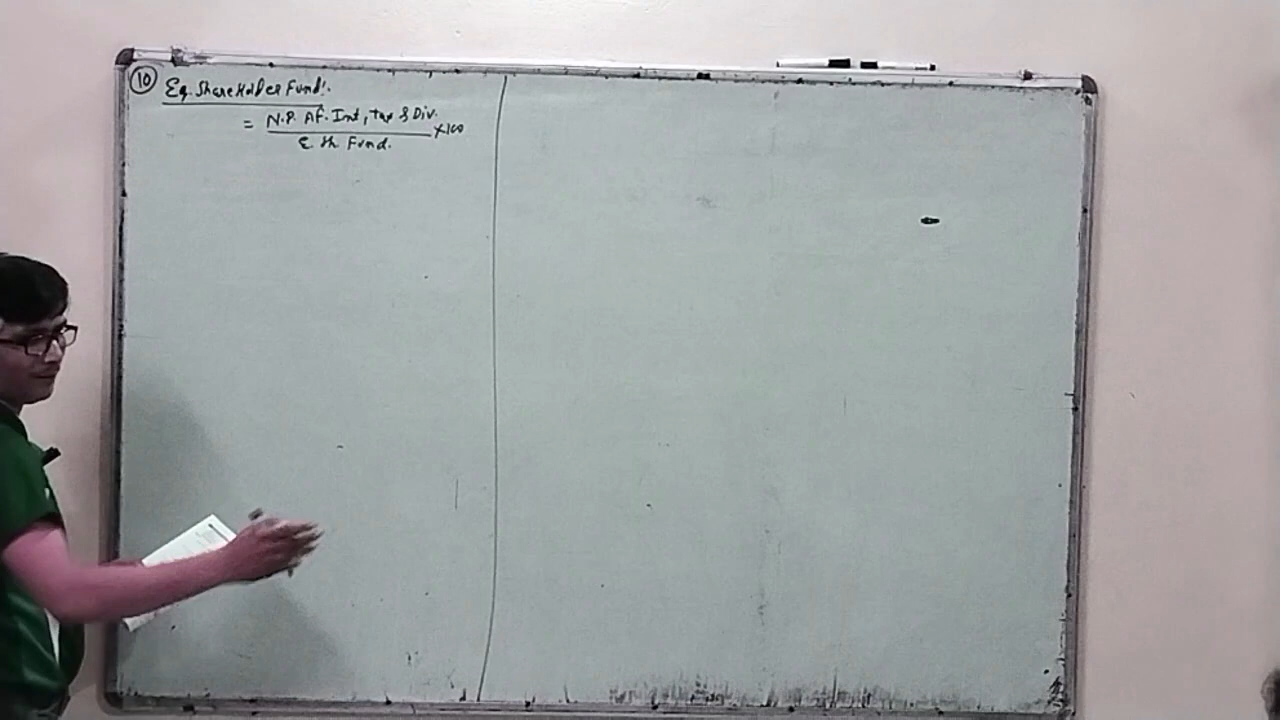 10 Eq. Shareholder Fund:-
= N.P. Af. Int, tax & Div. ×100
E. Sh Fund.